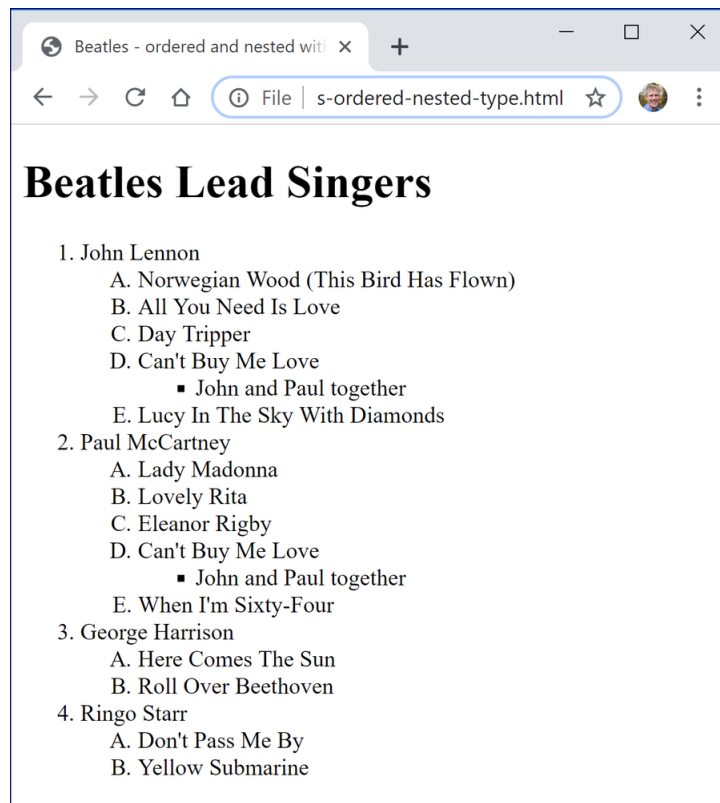 Beatles - ordered and nested wit
File | s-ordered-nested-type.html
Beatles Lead Singers
1. John Lennon
A. Norwegian Wood (This Bird Has Flown)
B. All You Need Is Love
C. Day Tripper
D. Can't Buy Me Love
▪ John and Paul together
E. Lucy In The Sky With Diamonds
2. Paul McCartney
A. Lady Madonna
B. Lovely Rita
C. Eleanor Rigby
D. Can't Buy Me Love
▪ John and Paul together
E. When I'm Sixty-Four
3. George Harrison
A. Here Comes The Sun
B. Roll Over Beethoven
4. Ringo Starr
A. Don't Pass Me By
B. Yellow Submarine